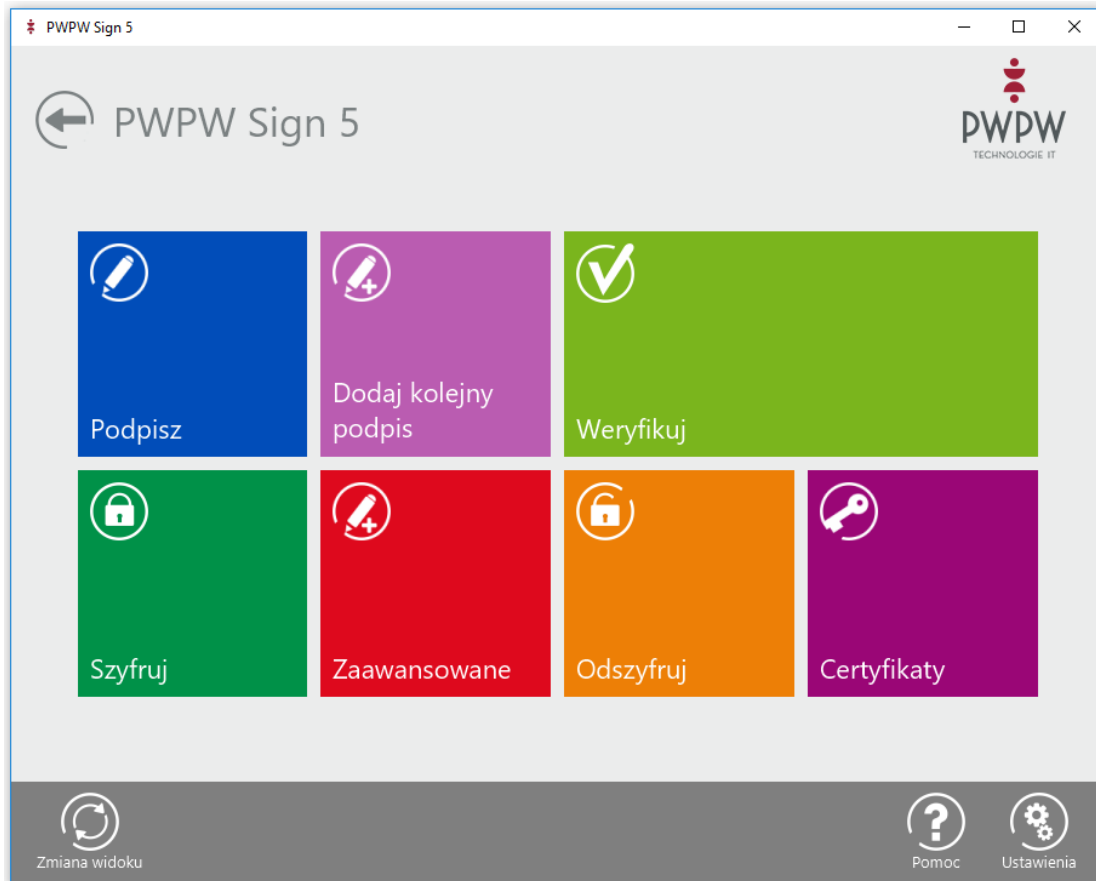 PWPW Sign 5
PWPW Sign 5
PWPW
TECHNOLOGIE IT
Podpisz
Dodaj kolejny
podpis
Weryfikuj
Szyfruj
Zaawansowane
Odszyfruj
Certyfikaty
Zmiana widoku
Pomoc
Ustawienia